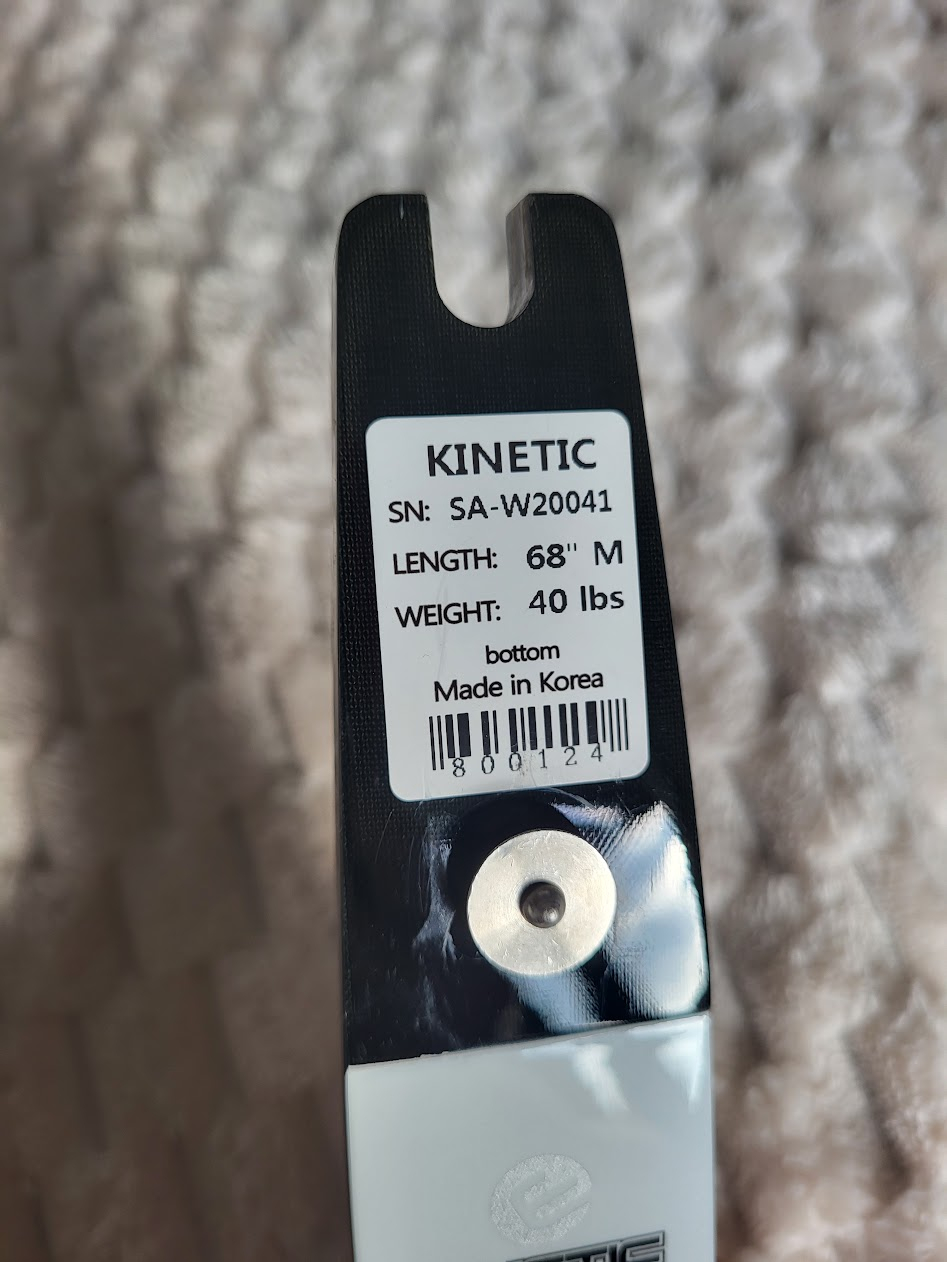 KINETIC
SN: SA-W20041
LENGTH: 68" M
WEIGHT: 40 lbs
bottom
Made in Korea
800124